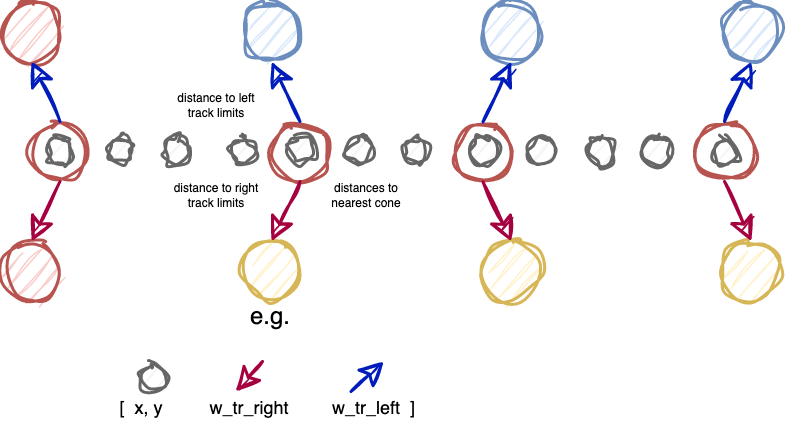 distance to left
track limits
distance to right
track limits
distances to
nearest cone
e.g.
[ x, y w_tr_right w_tr_left ]